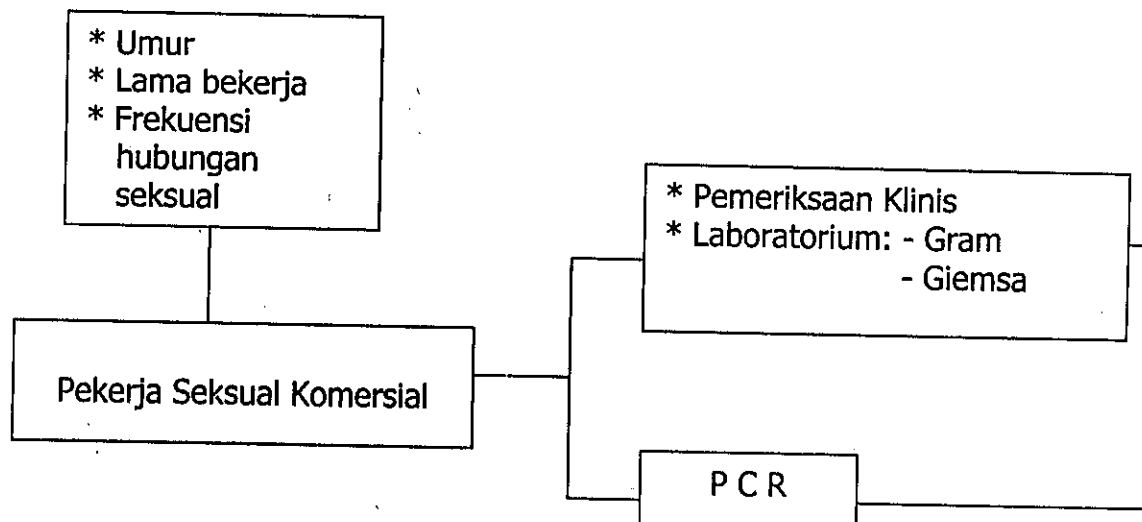 * Umur
* Lama bekerja
* Frekuensi
hubungan
seksual
* Pemeriksaan Klinis
* Laboratorium: - Gram
- Giemsa
Pekerja Seksual Komersial
P C R